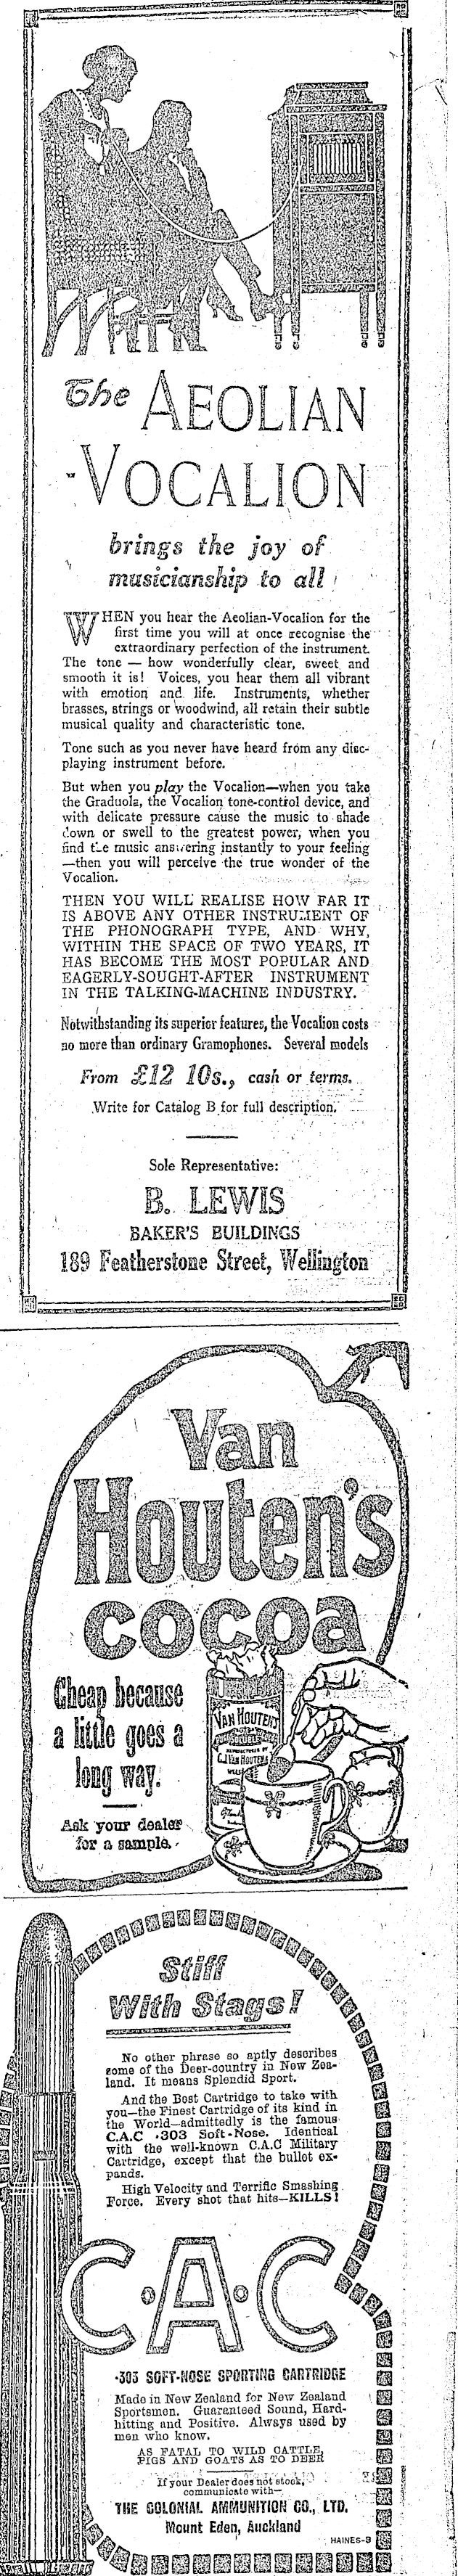 The AEOLIAN
-VOCALION
brings the joy of
musicianship to all
WHEN you hear the Aeolian-Vocalion for the
first time you will at once recognise the
extraordinary perfection of the instrument.
The tone — how wonderfully clear, sweet and
smooth it is! Voices, you hear them all vibrant
with emotion and life. Instruments, whether
brasses, strings or woodwind, all retain their subtle
musical quality and characteristic tone.
Tone such as you never have heard from any disc-
playing instrument before.
But when you play the Vocalion—when you take
the Graduola, the Vocalion tone-control device, and
with delicate pressure cause the music to shade
down or swell to the greatest power, when you
find the music answering instantly to your feeling
—then you will perceive the true wonder of the
Vocalion.
THEN YOU WILL REALISE HOW FAR IT
IS ABOVE ANY OTHER INSTRUMENT OF
THE PHONOGRAPH TYPE, AND WHY,
WITHIN THE SPACE OF TWO YEARS, IT
HAS BECOME THE MOST POPULAR AND
EAGERLY-SOUGHT-AFTER INSTRUMENT
IN THE TALKING-MACHINE INDUSTRY.
Notwithstanding its superior features, the Vocalion costs
no more than ordinary Gramophones. Several models
From £12 10s., cash or terms.
Write for Catalog B for full description.
Sole Representative:
B. LEWIS
BAKER'S BUILDINGS
189 Featherstone Street, Wellington
Van
Houten's
cocoa
Cheap because
a little goes a
long way.
Ask your dealer
for a sample.
VAN HOUTEN'S
SOLUBLE
MANUFACTURED BY
C.J. VAN HOUTEN
Stiff
With Stags!
No other phrase so aptly describes
some of the Deer-country in New Zea-
land. It means Splendid Sport.
And the Best Cartridge to take with
you—the Finest Cartridge of its kind in
the World—admittedly is the famous
C.A.C .303 Soft-Nose. Identical
with the well-known C.A.C Military
Cartridge, except that the bullet ex-
pands.
High Velocity and Terrific Smashing
Force. Every shot that hits—KILLS!
C·A·C
.303 SOFT-NOSE SPORTING CARTRIDGE
Made in New Zealand for New Zealand
Sportsmen. Guaranteed Sound, Hard-
hitting and Positive. Always used by
men who know.
AS FATAL TO WILD CATTLE,
PIGS AND GOATS AS TO DEER
If your Dealer does not stock,
communicate with—
THE COLONIAL AMMUNITION CO., LTD.
Mount Eden, Auckland
HAINES-9